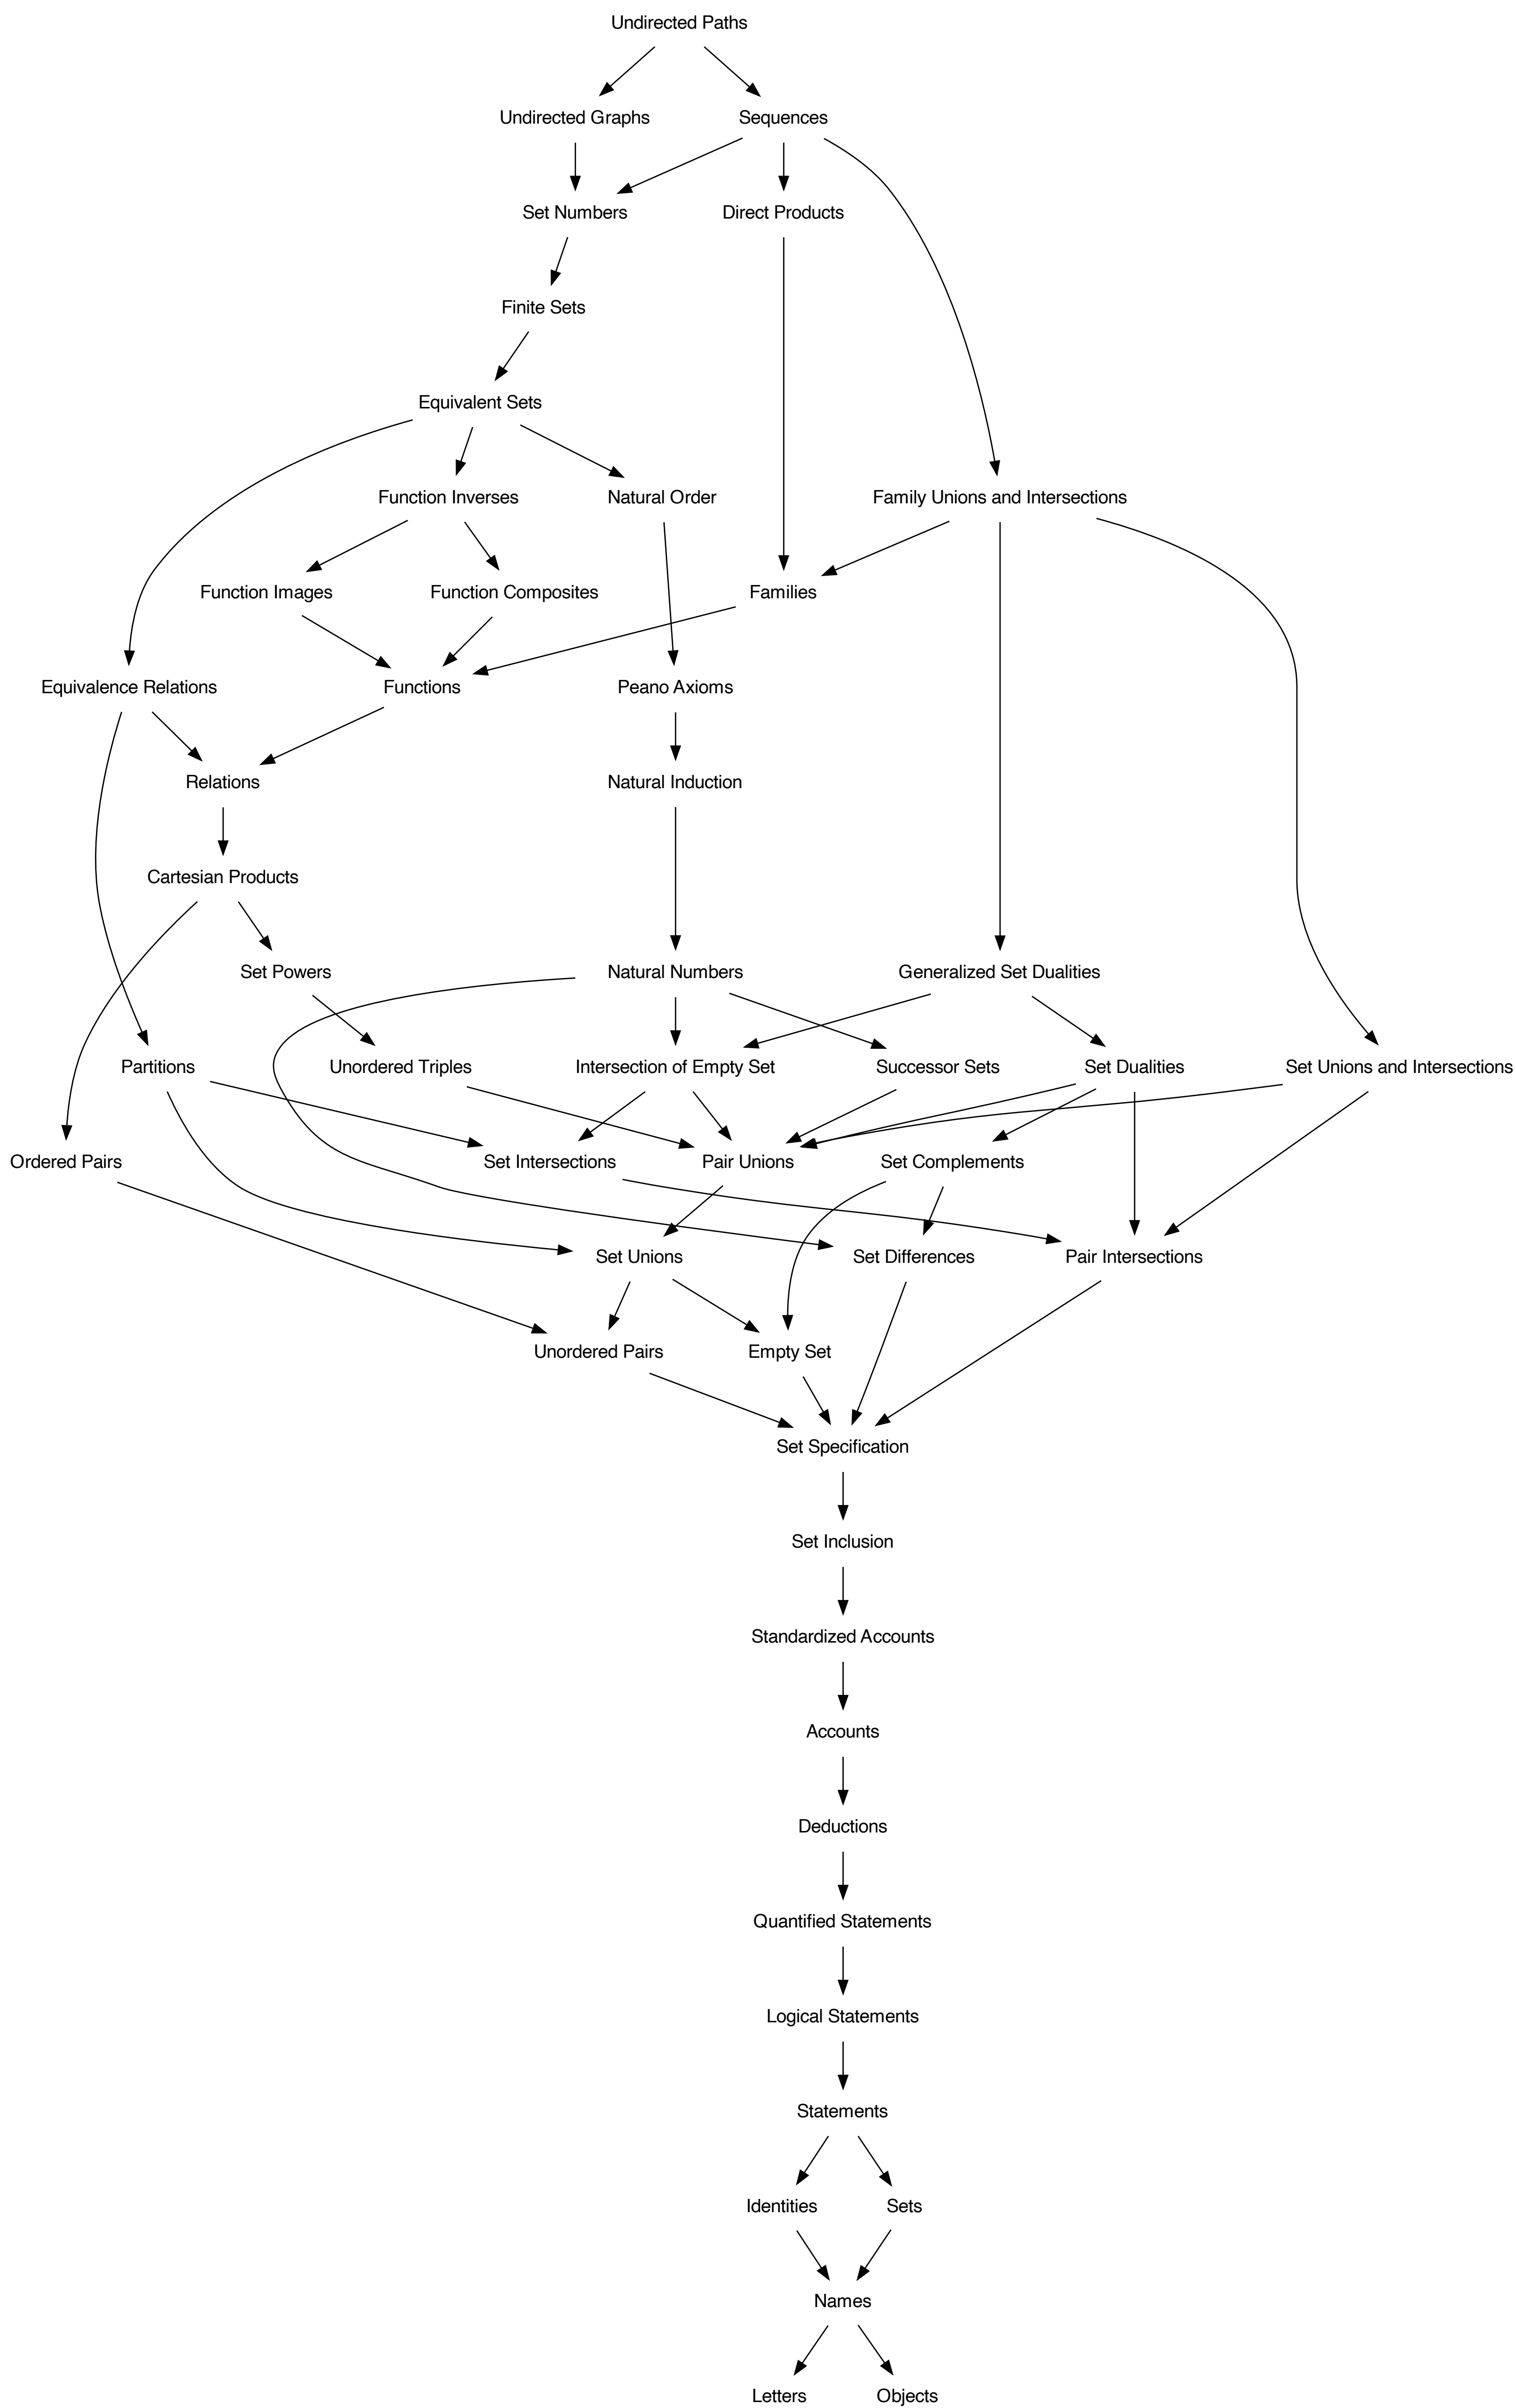 Undirected Paths
Undirected Graphs
Sequences
Set Numbers
Direct Products
Finite Sets
Equivalent Sets
Function Inverses
Natural Order
Family Unions and Intersections
Function Images
Function Composites
Families
Equivalence Relations
Functions
Peano Axioms
Relations
Natural Induction
Cartesian Products
Set Powers
Natural Numbers
Generalized Set Dualities
Partitions
Unordered Triples
Intersection of Empty Set
Successor Sets
Set Dualities
Set Unions and Intersections
Ordered Pairs
Set Intersections
Pair Unions
Set Complements
Set Unions
Set Differences
Pair Intersections
Unordered Pairs
Empty Set
Set Specification
Set Inclusion
Standardized Accounts
Accounts
Deductions
Quantified Statements
Logical Statements
Statements
Identities
Sets
Names
Letters
Objects